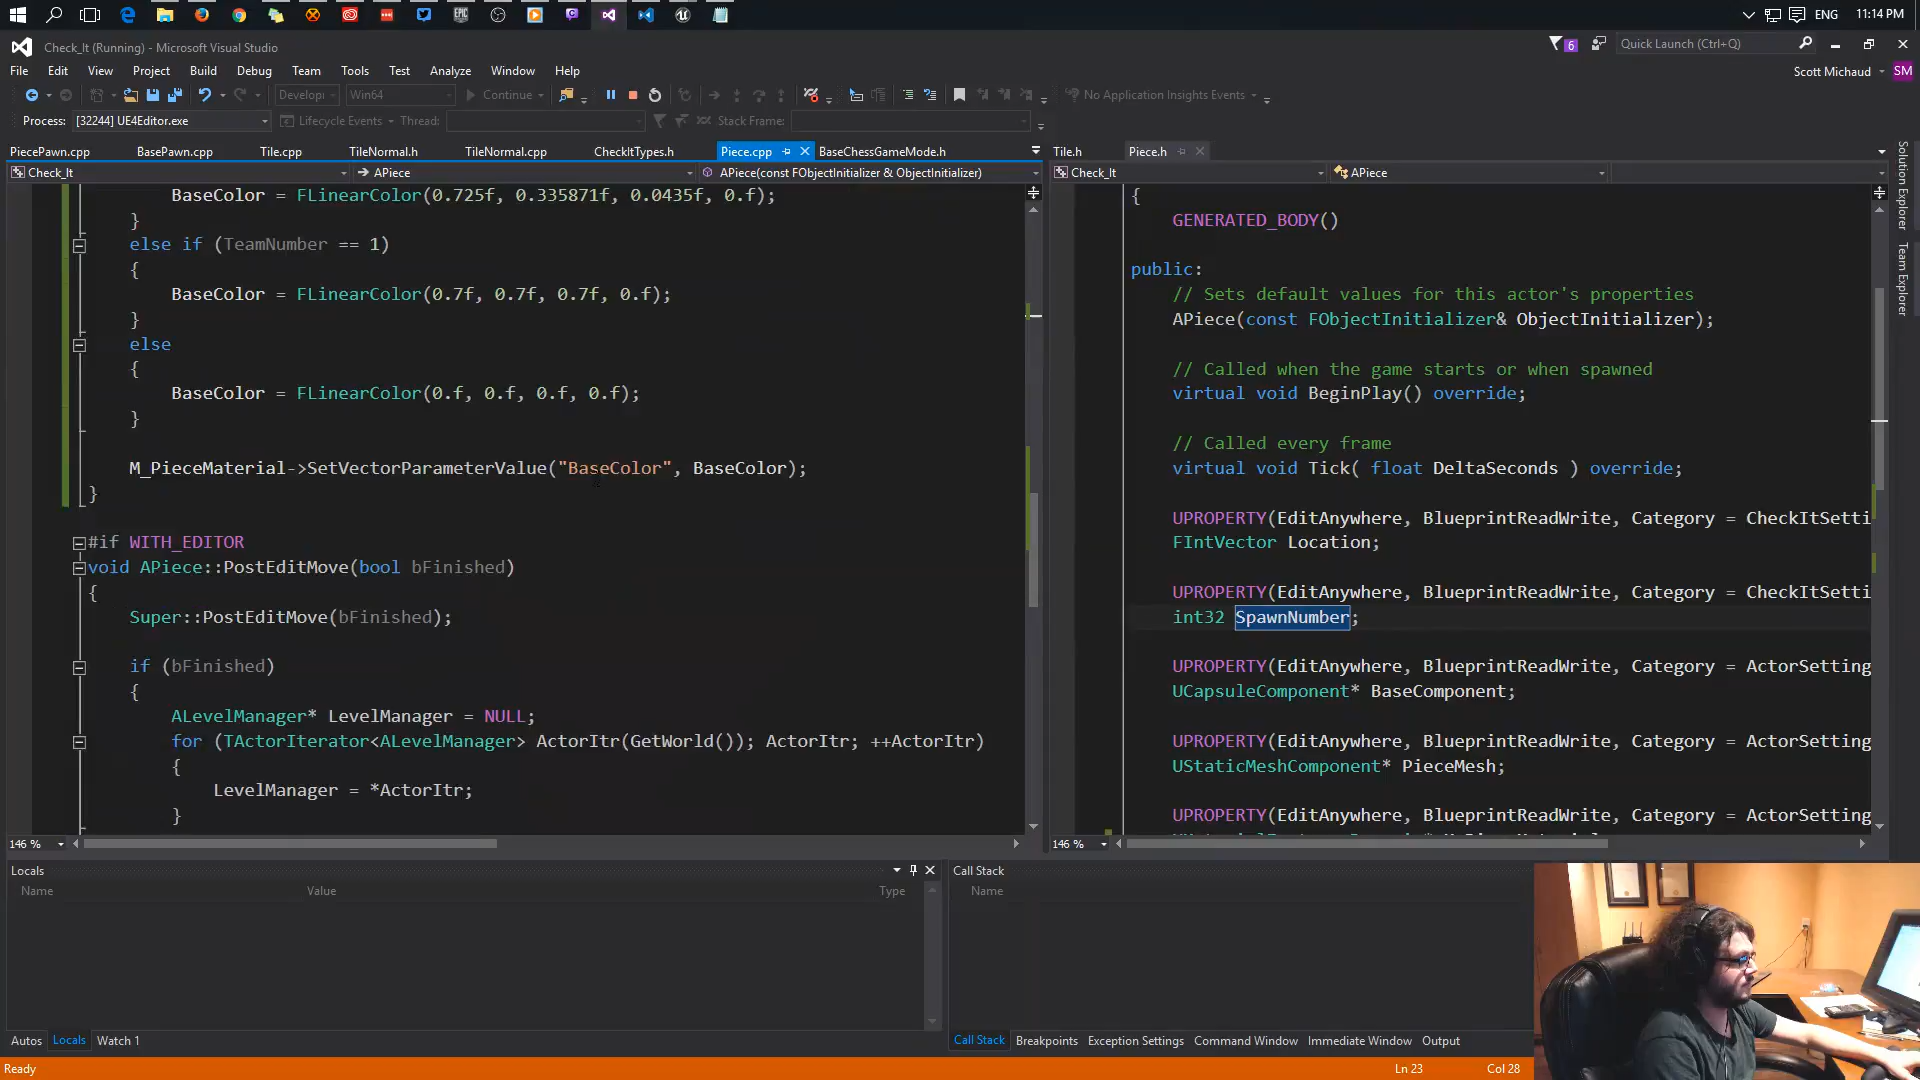 ENG
11:14 PM
Check_It (Running) - Microsoft Visual Studio
6
Quick Launch (Ctrl+Q)
File Edit View Project Build Debug Team Tools Test Analyze Window Help
Scott Michaud
SM
Developi
Win64
Continue
No Application Insights Events
Process: [32244] UE4Editor.exe
Lifecycle Events
Thread:
Stack Frame:
PiecePawn.cpp
BasePawn.cpp
Tile.cpp
TileNormal.h
TileNormal.cpp
CheckItTypes.h
Piece.cpp
BaseChessGameMode.h
Tile.h
Piece.h
Check_It
APiece
APiece(const FObjectInitializer & ObjectInitializer)
Check_It
APiece
BaseColor = FLinearColor(0.725f, 0.335871f, 0.0435f, 0.f);
}
else if (TeamNumber == 1)
{
BaseColor = FLinearColor(0.7f, 0.7f, 0.7f, 0.f);
}
else
{
BaseColor = FLinearColor(0.f, 0.f, 0.f, 0.f);
}
M_PieceMaterial->SetVectorParameterValue("BaseColor", BaseColor);
}
#if WITH_EDITOR
void APiece::PostEditMove(bool bFinished)
{
Super::PostEditMove(bFinished);
if (bFinished)
{
ALevelManager* LevelManager = NULL;
for (TActorIterator<ALevelManager> ActorItr(GetWorld()); ActorItr; ++ActorItr)
{
LevelManager = *ActorItr;
}
{
GENERATED_BODY()
public:
// Sets default values for this actor's properties
APiece(const FObjectInitializer& ObjectInitializer);
// Called when the game starts or when spawned
virtual void BeginPlay() override;
// Called every frame
virtual void Tick( float DeltaSeconds ) override;
UPROPERTY(EditAnywhere, BlueprintReadWrite, Category = CheckItSetti
FIntVector Location;
UPROPERTY(EditAnywhere, BlueprintReadWrite, Category = CheckItSetti
int32 SpawnNumber;
UPROPERTY(EditAnywhere, BlueprintReadWrite, Category = ActorSetting
UCapsuleComponent* BaseComponent;
UPROPERTY(EditAnywhere, BlueprintReadWrite, Category = ActorSetting
UStaticMeshComponent* PieceMesh;
UPROPERTY(EditAnywhere, BlueprintReadWrite, Category = ActorSetting
146 %
146 %
Solution Explorer
Team Explorer
Locals
Name
Value
Type
Call Stack
Name
Autos
Locals
Watch 1
Call Stack
Breakpoints
Exception Settings
Command Window
Immediate Window
Output
Ready
Ln 23
Col 28